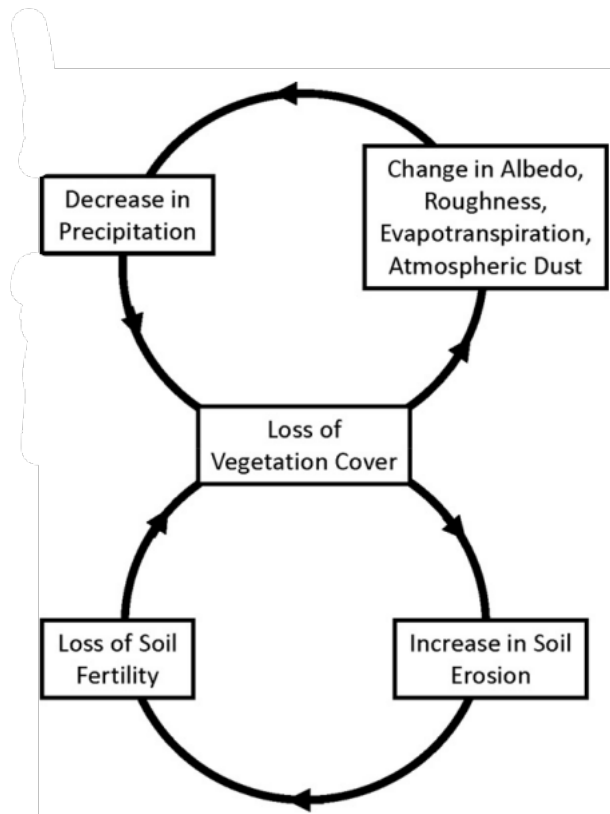 Decrease in
Precipitation
Change in Albedo,
Roughness,
Evapotranspiration,
Atmospheric Dust
Loss of
Vegetation Cover
Loss of Soil
Fertility
Increase in Soil
Erosion